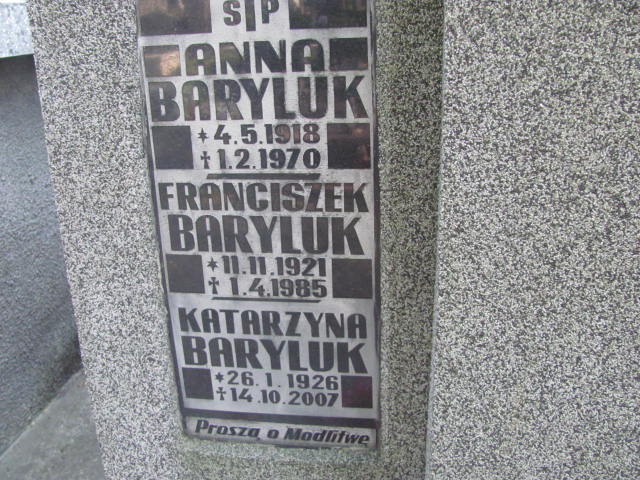 ŚP
ANNA
BARYLUK
* 4.5.1918
† 1.2.1970
FRANCISZEK
BARYLUK
* 11.11.1921
† 1.4.1985
KATARZYNA
BARYLUK
* 26.1.1926
† 14.10.2007
Proszą o Modlitwę